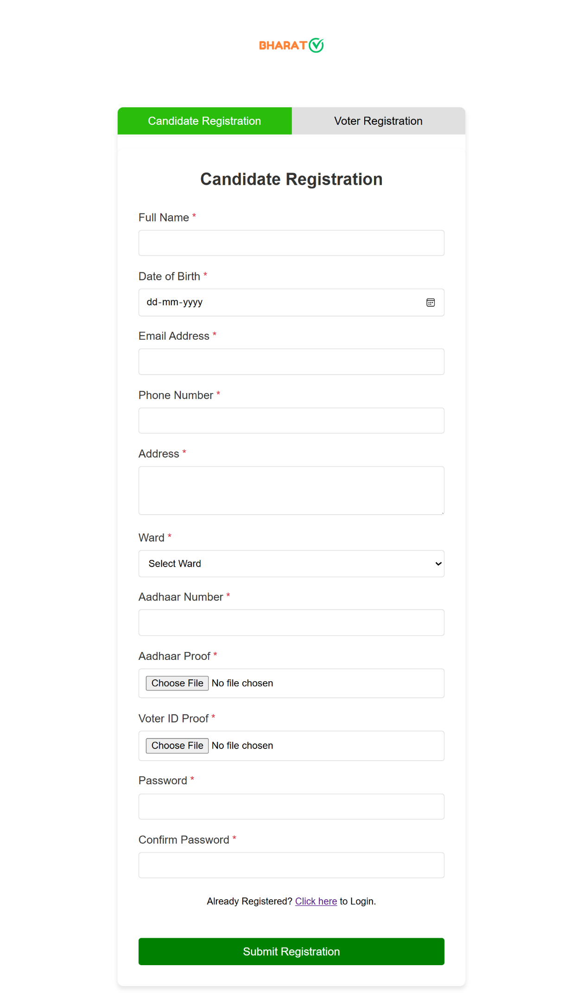 BHARAT
Candidate Registration Voter Registration
Candidate Registration
Full Name *
Date of Birth *
dd-mm-yyyy
Email Address *
Phone Number *
Address *
Ward *
Select Ward
Aadhaar Number *
Aadhaar Proof *
Choose File No file chosen
Voter ID Proof *
Choose File No file chosen
Password *
Confirm Password *
Already Registered? Click here to Login.
Submit Registration